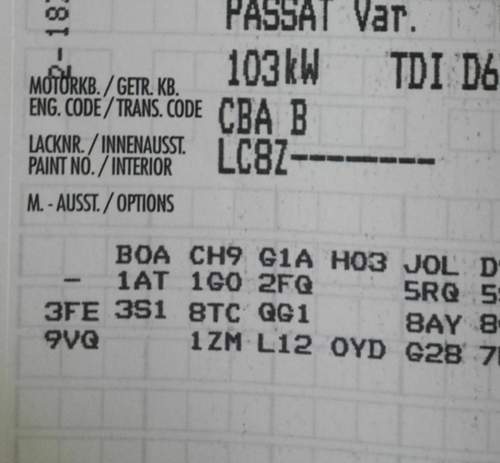 PASSAT Var.
103kW TDI D6
MOTORKB. / GETR. KB.
ENG. CODE / TRANS. CODE
CBA B
LACKNR. / INNENAUSST.
PAINT NO. / INTERIOR
LC8Z--------
M. - AUSST. / OPTIONS
BOA CH9 G1A H03 JOL
- 1AT 1G0 2FQ 5RQ
3FE 3S1 8TC QG1 8AY
9VQ 1ZM L12 0YD G28